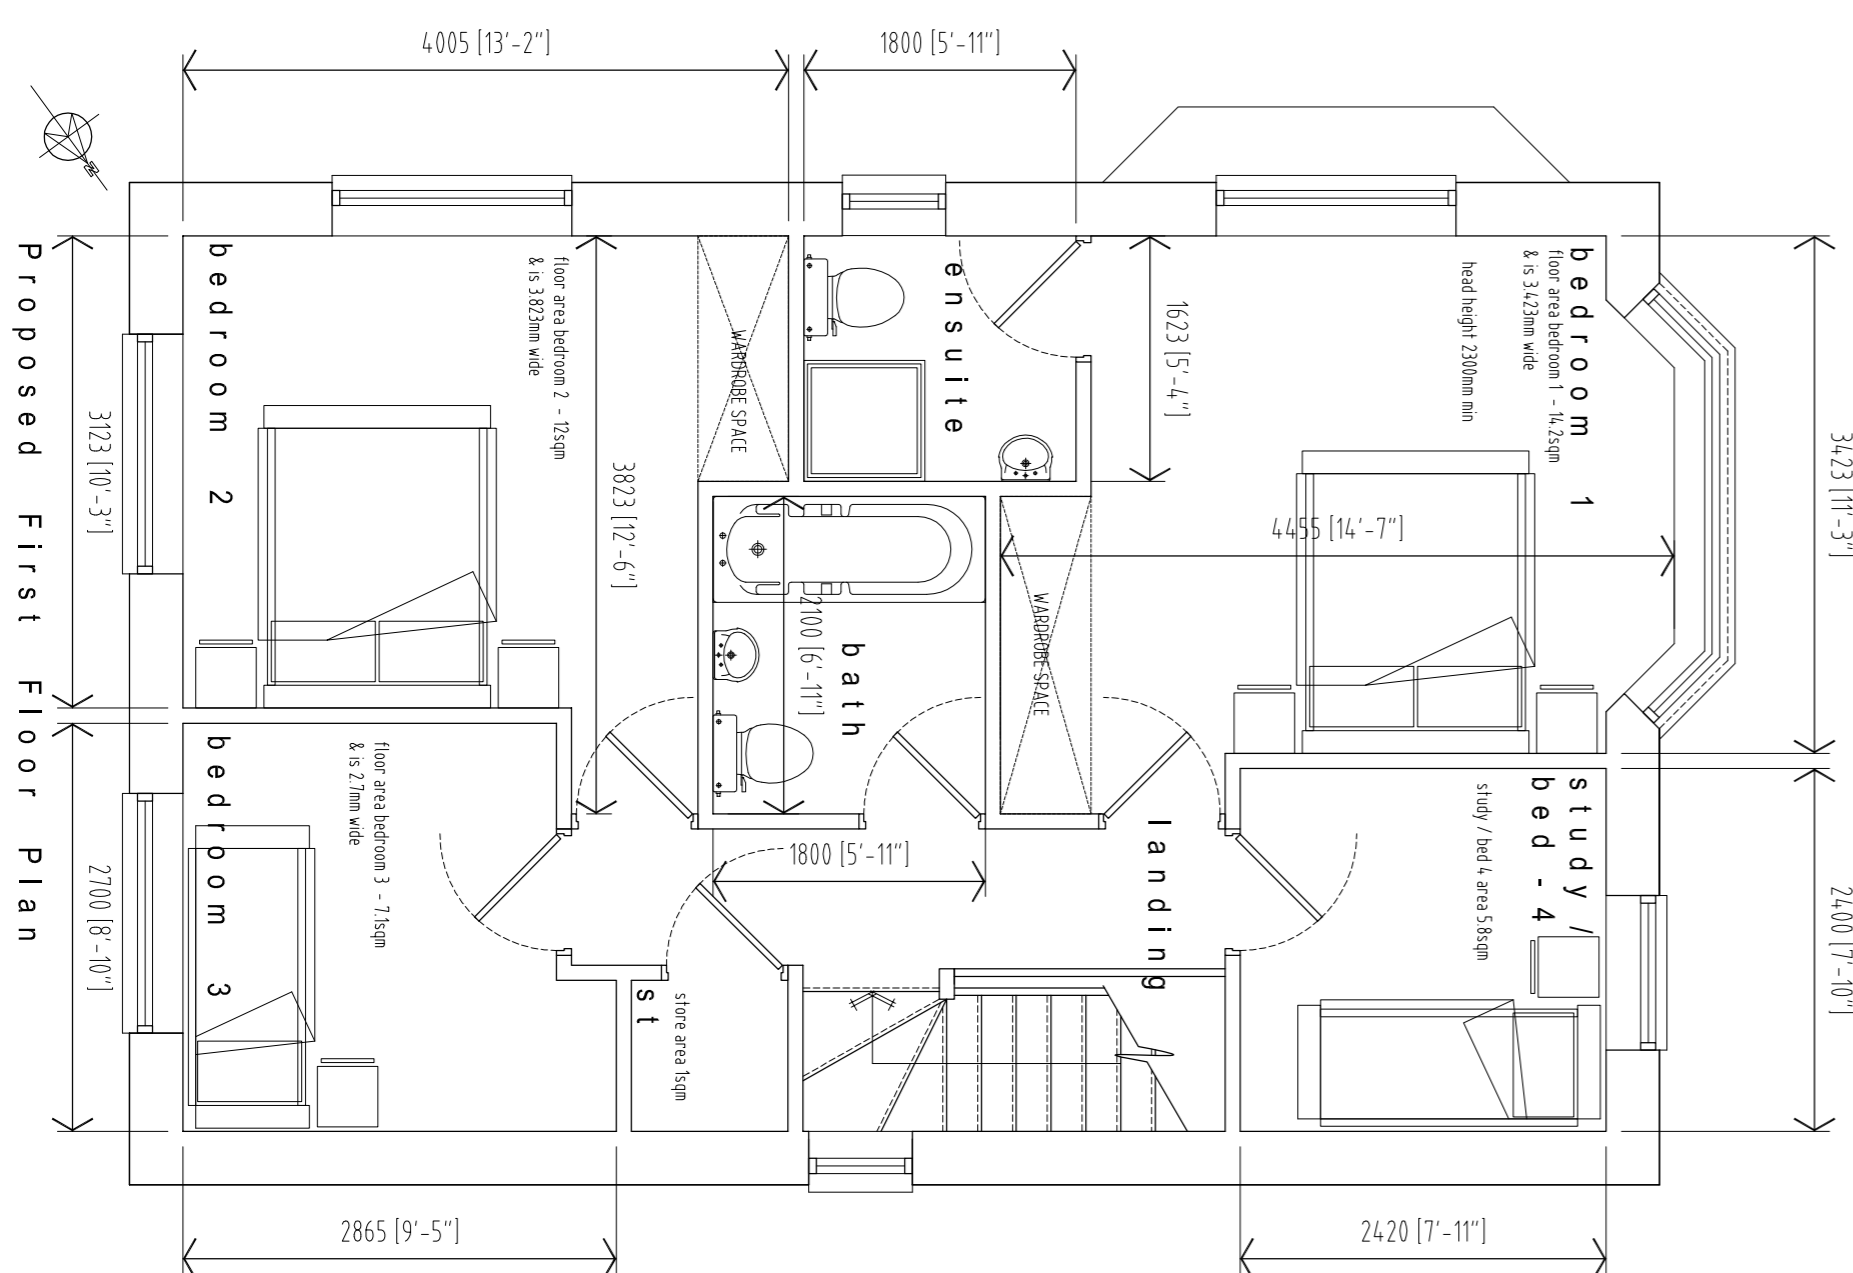 4005 [13'-2"]
1800 [5'-11"]
N
Proposed First Floor Plan
3123 [10'-3"]
2700 [8'-10"]
bedroom 2
floor area bedroom 2 - 12sqm
& is 3.823mm wide
3823 [12'-6"]
WARDROBE SPACE
ensuite
1623 [5'-4"]
bedroom 1
floor area bedroom 1 - 14.2sqm
& is 3.423mm wide
head height 2300mm min
4455 [14'-7"]
3423 [11'-3"]
2400 [7'-10"]
WARDROBE SPACE
bath
2100 [6'-11"]
1800 [5'-11"]
landing
study /
bed - 4
study / bed 4 area 5.8sqm
bedroom 3
floor area bedroom 3 - 7.1sqm
& is 2.7mm wide
st
store area 1sqm
2865 [9'-5"]
2420 [7'-11"]